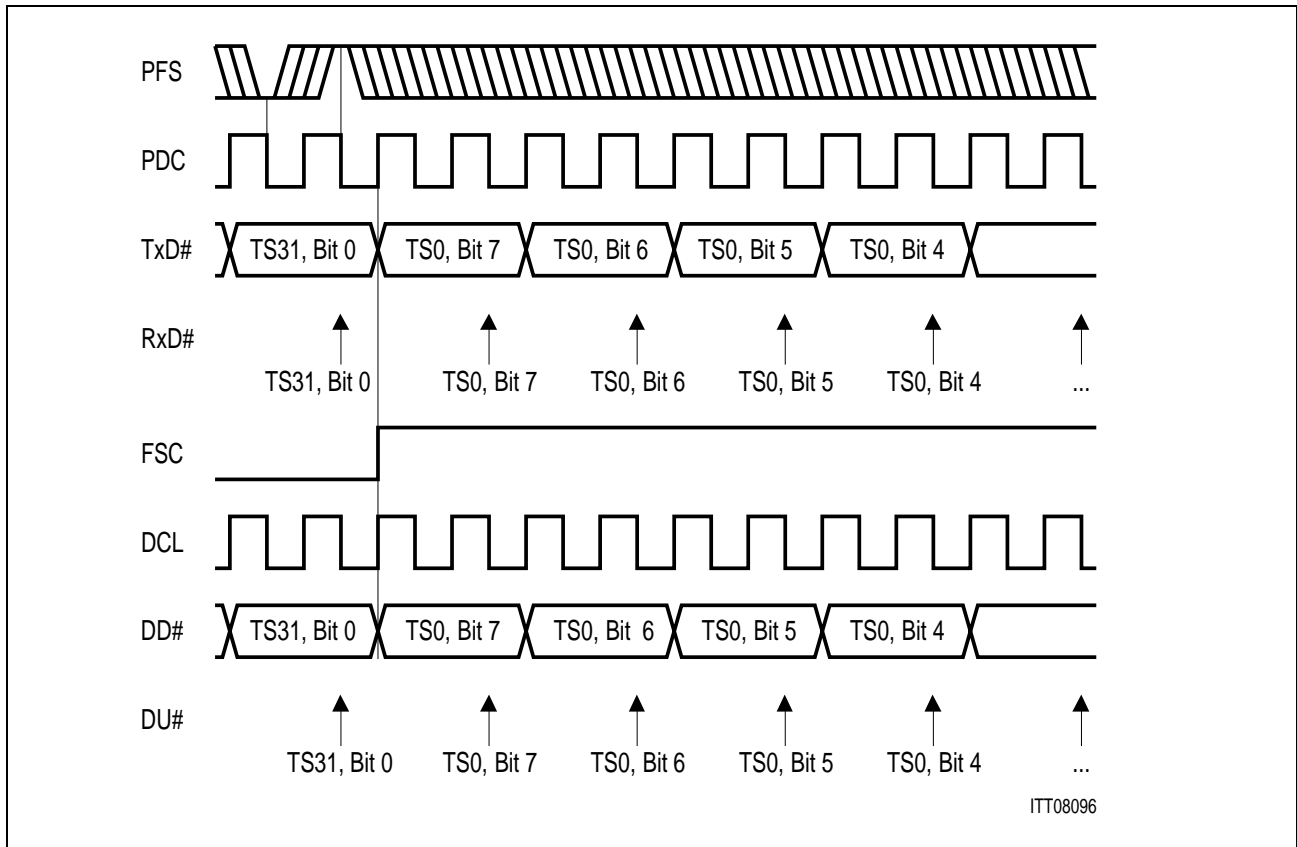 PFS
PDC
TxD# TS31, Bit 0 TS0, Bit 7 TS0, Bit 6 TS0, Bit 5 TS0, Bit 4
RxD#
TS31, Bit 0 TS0, Bit 7 TS0, Bit 6 TS0, Bit 5 TS0, Bit 4 ...
FSC
DCL
DD# TS31, Bit 0 TS0, Bit 7 TS0, Bit 6 TS0, Bit 5 TS0, Bit 4
DU#
TS31, Bit 0 TS0, Bit 7 TS0, Bit 6 TS0, Bit 5 TS0, Bit 4 ...
ITT08096